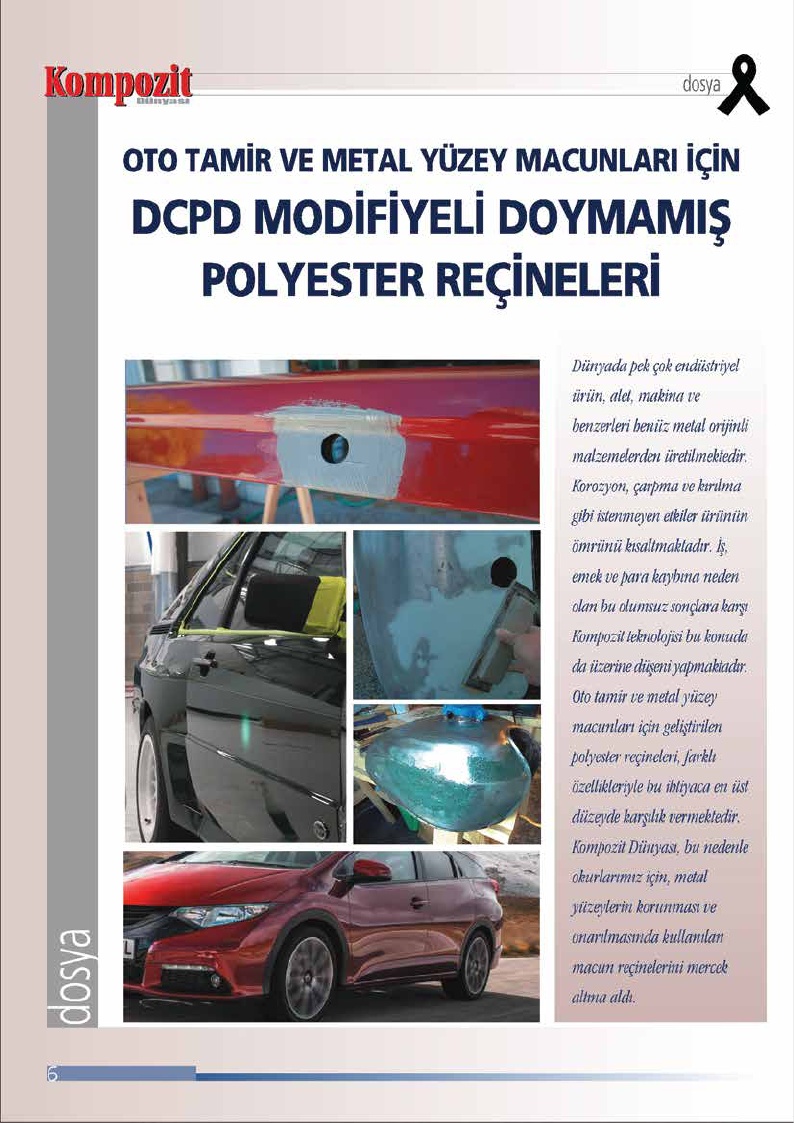 Kompozit
Dünyası
dosya
OTO TAMİR VE METAL YÜZEY MACUNLARI İÇİN
DCPD MODİFİYELİ DOYMAMIŞ
POLYESTER REÇİNELERİ
Dünyada pek çok endüstriyel
ürün, alet, makina ve
benzerleri henüz metal orijinli
malzemelerden üretilmektedir.
Korozyon, çarpma ve kırılma
gibi istenmeyen etkiler ürünün
ömrünü kısaltmaktadır. İş,
emek ve para kaybına neden
olan bu olumsuz sonçlara karşı
Kompozit teknolojisi bu konuda
da üzerine düşeni yapmaktadır.
Oto tamir ve metal yüzey
macunları için geliştirilen
polyester reçineleri, farklı
özellikleriyle bu ihtiyaca en üst
düzeyde karşılık vermektedir.
Kompozit Dünyası, bu nedenle
okurlarımız için, metal
yüzeylerin korunması ve
onarılmasında kullanılan
macun reçinelerini mercek
altına aldı.
dosya
6